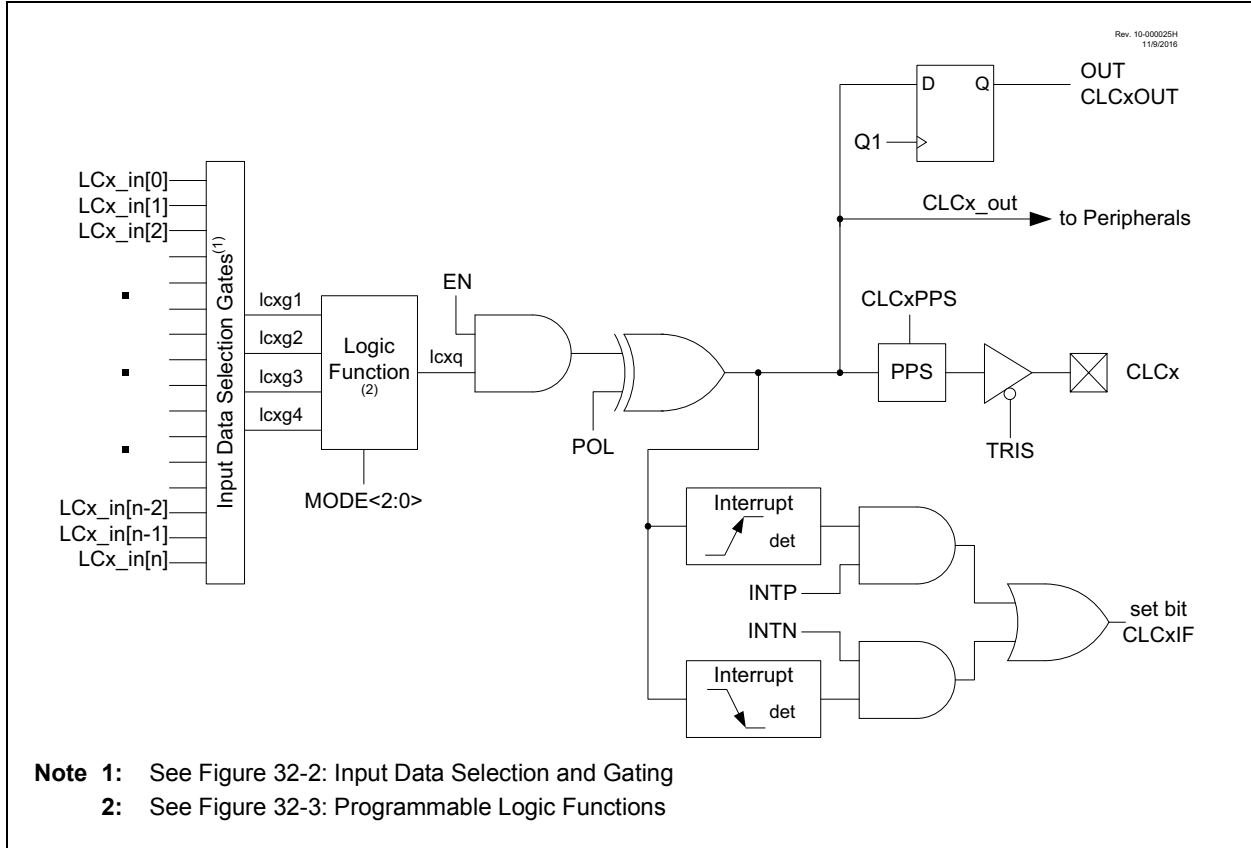 Rev. 10-000025H
11/9/2016
D Q
OUT
CLCxOUT
Q1
LCx_in[0]
LCx_in[1]
LCx_in[2]
LCx_in[n-2]
LCx_in[n-1]
LCx_in[n]
Input Data Selection Gates(1)
lcxg1
lcxg2
lcxg3
lcxg4
Logic
Function
(2)
MODE<2:0>
lcxq
EN
POL
CLCx_out
to Peripherals
CLCxPPS
PPS
CLCx
TRIS
Interrupt
det
INTP
INTN
Interrupt
det
set bit
CLCxIF
Note 1: See Figure 32-2: Input Data Selection and Gating
2: See Figure 32-3: Programmable Logic Functions